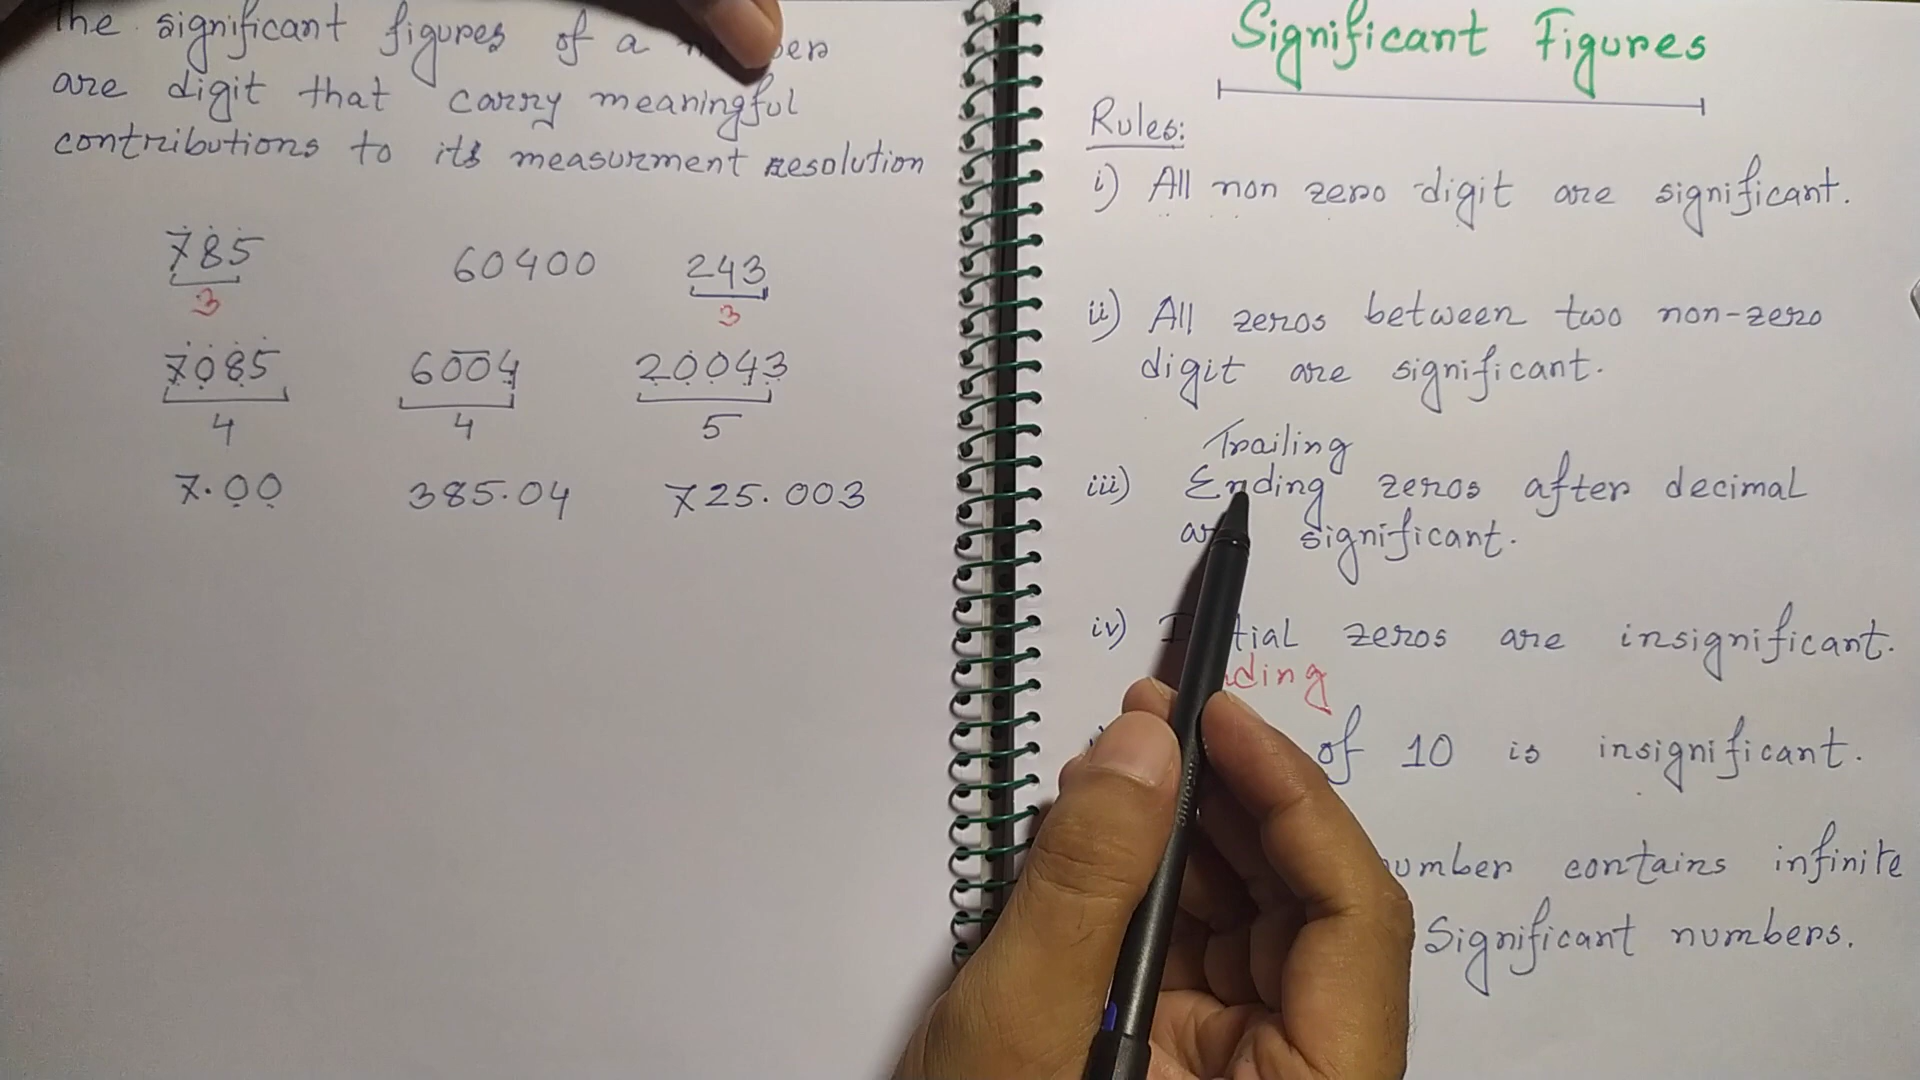 The significant figures of a
are digit that carry meaningful
contributions to its measurment resolution
785 60400 243
3 3
7085 6004 20043
4 4 5
7.00 385.04 725.003
Significant Figures
Rules:
i) All non zero digit are significant.
ii) All zeros between two non-zero
digit are significant.
Trailing
iii) Ending zeros after decimal
significant.
iv) zeros are insignificant.
of 10 is insignificant.
contains infinite
Significant numbers.